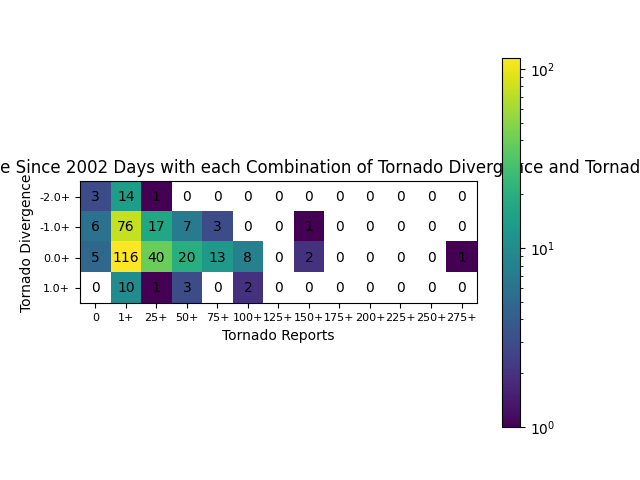 e Since 2002 Days with each Combination of Tornado Divergence and Tornad
Tornado Divergence
-2.0+ 3 14 1 0 0 0 0 0 0 0 0 0 0
-1.0+ 6 76 17 7 3 0 0 1 0 0 0 0 0
0.0+ 5 116 40 20 13 8 0 2 0 0 0 0 1
1.0+ 0 10 1 3 0 2 0 0 0 0 0 0 0
0 1+ 25+ 50+ 75+ 100+ 125+ 150+ 175+ 200+ 225+ 250+ 275+
Tornado Reports
10²
10¹
10⁰